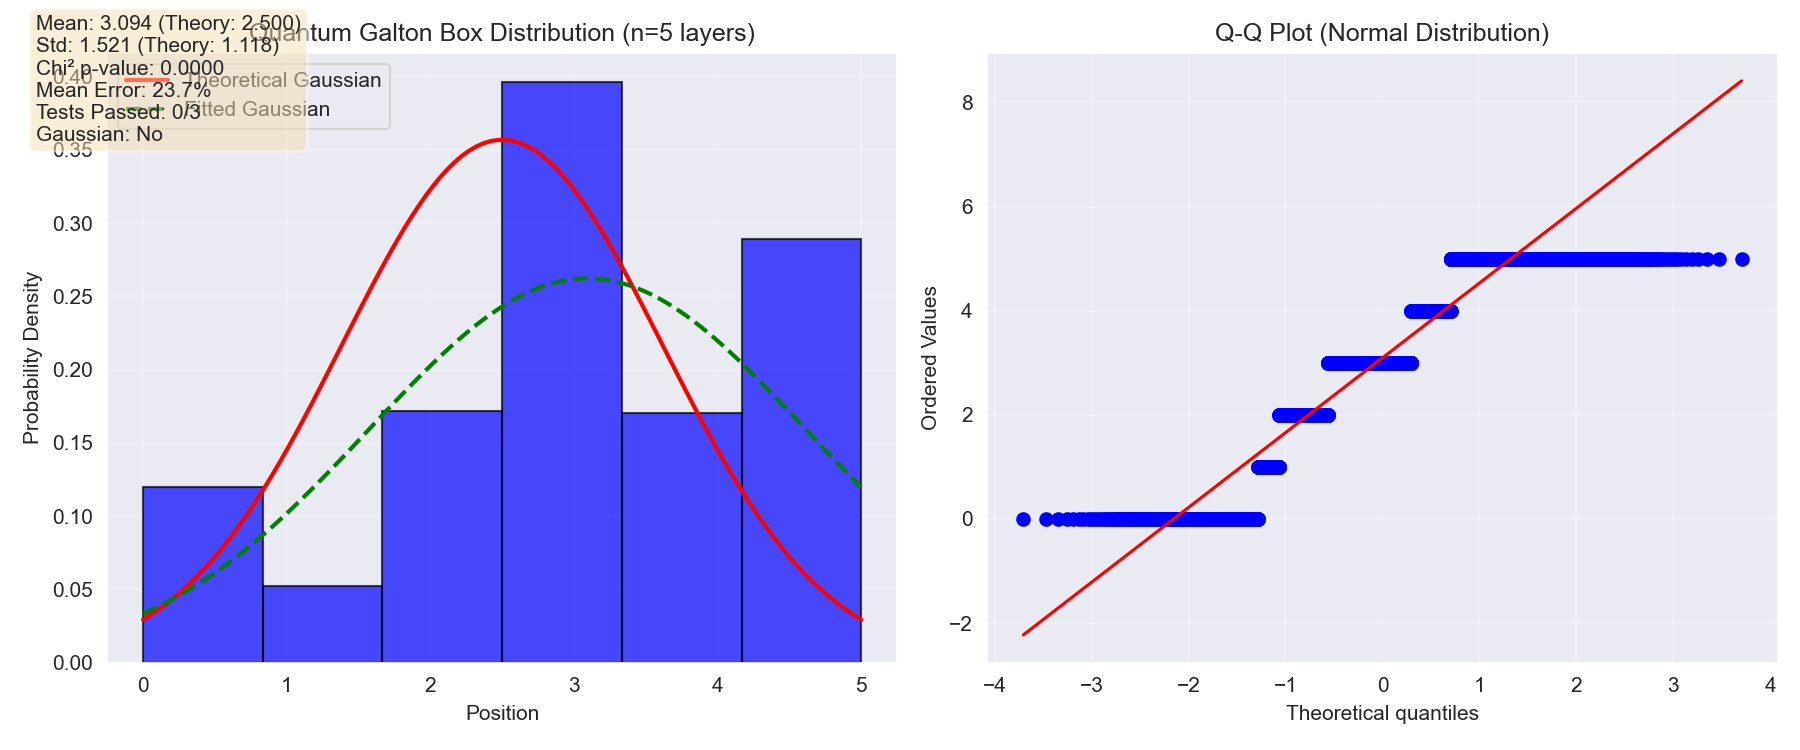 Mean: 3.094 (Theory: 2.500)
Std: 1.521 (Theory: 1.118)
Chi² p-value: 0.0000
Mean Error: 23.7%
Tests Passed: 0/3
Gaussian: No
Quantum Galton Box Distribution (n=5 layers)
Theoretical Gaussian
Fitted Gaussian
Probability Density
0.40
0.35
0.30
0.25
0.20
0.15
0.10
0.05
0.00
0 1 2 3 4 5
Position
Q-Q Plot (Normal Distribution)
Ordered Values
8
6
4
2
0
−2
−4 −3 −2 −1 0 1 2 3 4
Theoretical quantiles